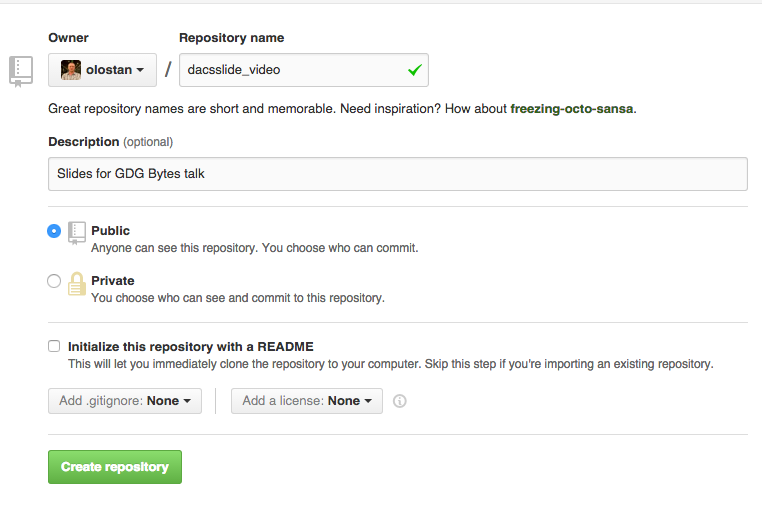 Owner Repository name
olostan / dacsslide_video
Great repository names are short and memorable. Need inspiration? How about freezing-octo-sansa.
Description (optional)
Slides for GDG Bytes talk
Public
Anyone can see this repository. You choose who can commit.
Private
You choose who can see and commit to this repository.
Initialize this repository with a README
This will let you immediately clone the repository to your computer. Skip this step if you're importing an existing repository.
Add .gitignore: None Add a license: None
Create repository